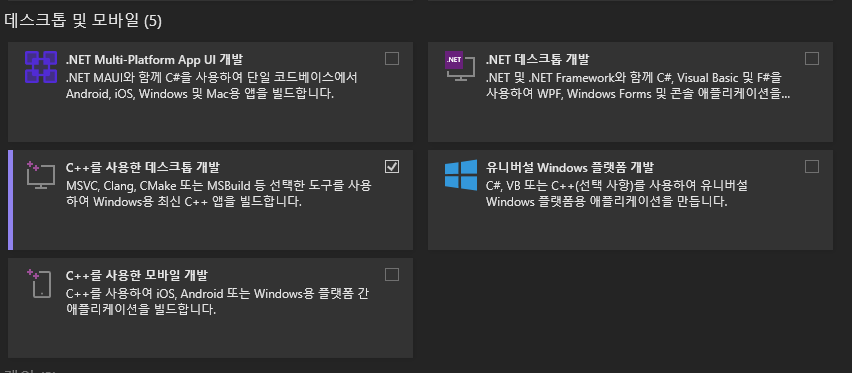 데스크톱 및 모바일 (5)
.NET Multi-Platform App UI 개발
.NET MAUI와 함께 C#을 사용하여 단일 코드베이스에서
Android, iOS, Windows 및 Mac용 앱을 빌드합니다.
.NET
.NET 데스크톱 개발
.NET 및 .NET Framework와 함께 C#, Visual Basic 및 F#을
사용하여 WPF, Windows Forms 및 콘솔 애플리케이션을...
C++를 사용한 데스크톱 개발
MSVC, Clang, CMake 또는 MSBuild 등 선택한 도구를 사용
하여 Windows용 최신 C++ 앱을 빌드합니다.
유니버설 Windows 플랫폼 개발
C#, VB 또는 C++(선택 사항)를 사용하여 유니버설
Windows 플랫폼용 애플리케이션을 만듭니다.
C++를 사용한 모바일 개발
C++를 사용하여 iOS, Android 또는 Windows용 플랫폼 간
애플리케이션을 빌드합니다.